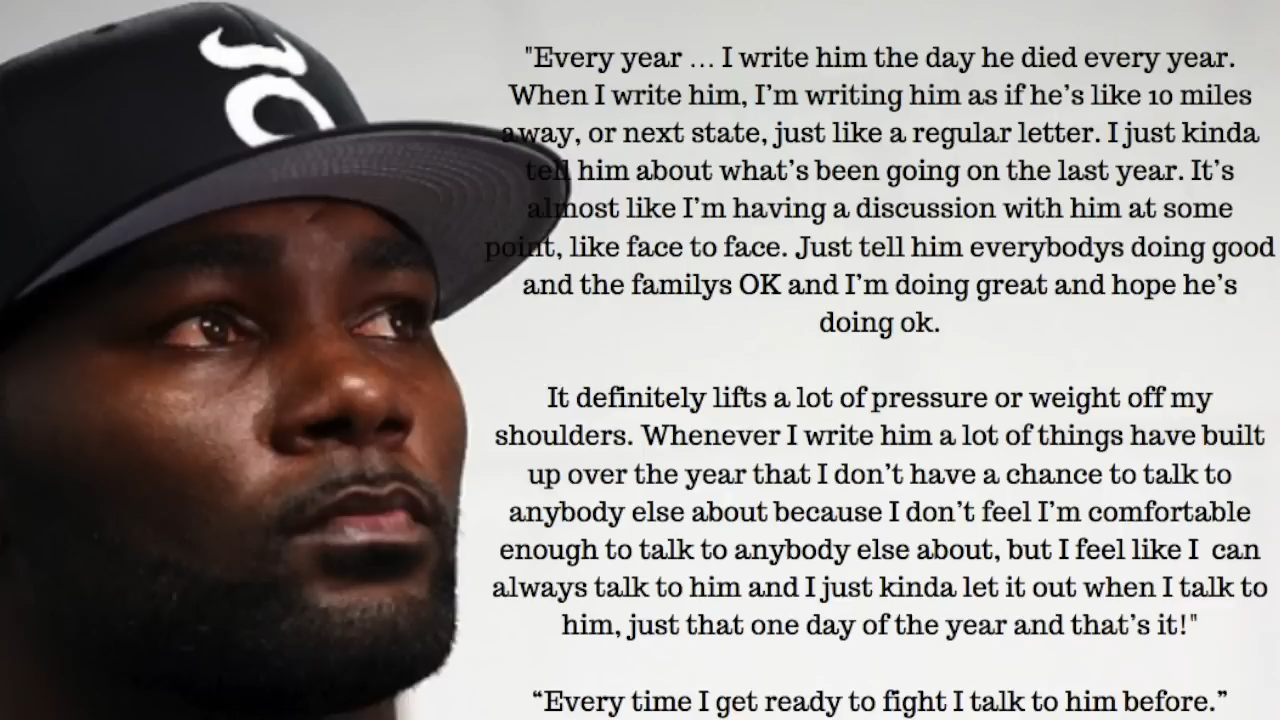 "Every year … I write him the day he died every year.
When I write him, I’m writing him as if he’s like 10 miles
away, or next state, just like a regular letter. I just kinda
tell him about what’s been going on the last year. It’s
almost like I’m having a discussion with him at some
point, like face to face. Just tell him everybodys doing good
and the familys OK and I’m doing great and hope he’s
doing ok.
It definitely lifts a lot of pressure or weight off my
shoulders. Whenever I write him a lot of things have built
up over the year that I don’t have a chance to talk to
anybody else about because I don’t feel I’m comfortable
enough to talk to anybody else about, but I feel like I  can
always talk to him and I just kinda let it out when I talk to
him, just that one day of the year and that’s it!"
“Every time I get ready to fight I talk to him before.”